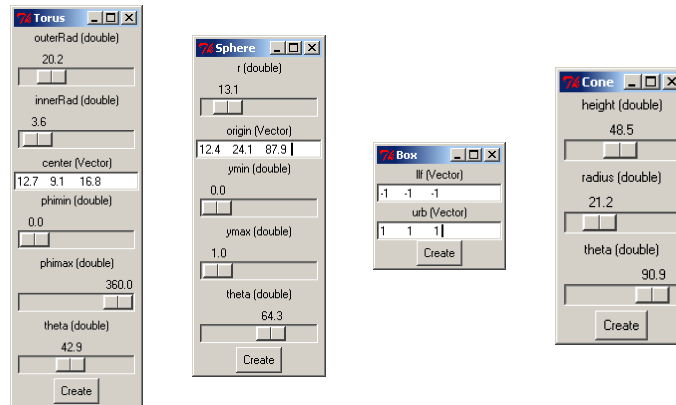 Torus
outerRad (double)
20.2
innerRad (double)
3.6
center (Vector)
12.7 9.1 16.8
phimin (double)
0.0
phimax (double)
360.0
theta (double)
42.9
Create
Sphere
r (double)
13.1
origin (Vector)
12.4 24.1 87.9
ymin (double)
0.0
ymax (double)
1.0
theta (double)
64.3
Create
Box
llf (Vector)
-1 -1 -1
urb (Vector)
1 1 1
Create
Cone
height (double)
48.5
radius (double)
21.2
theta (double)
90.9
Create